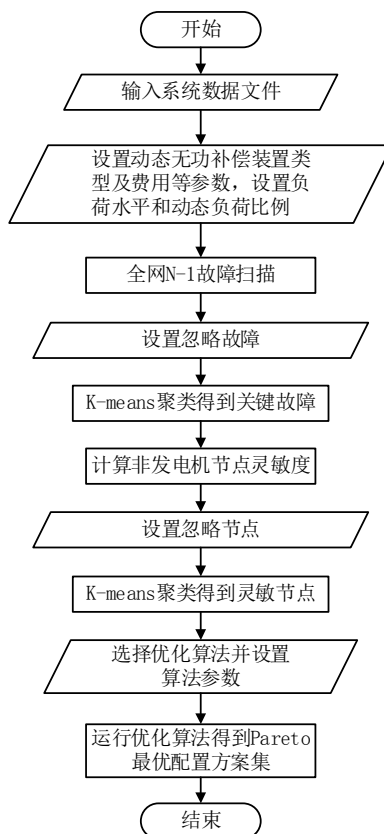 开始
输入系统数据文件
设置动态无功补偿装置类
型及费用等参数，设置负
荷水平和动态负荷比例
全网N-1故障扫描
设置忽略故障
K-means聚类得到关键故障
计算非发电机节点灵敏度
设置忽略节点
K-means聚类得到灵敏节点
选择优化算法并设置
算法参数
运行优化算法得到Pareto
最优配置方案集
结束